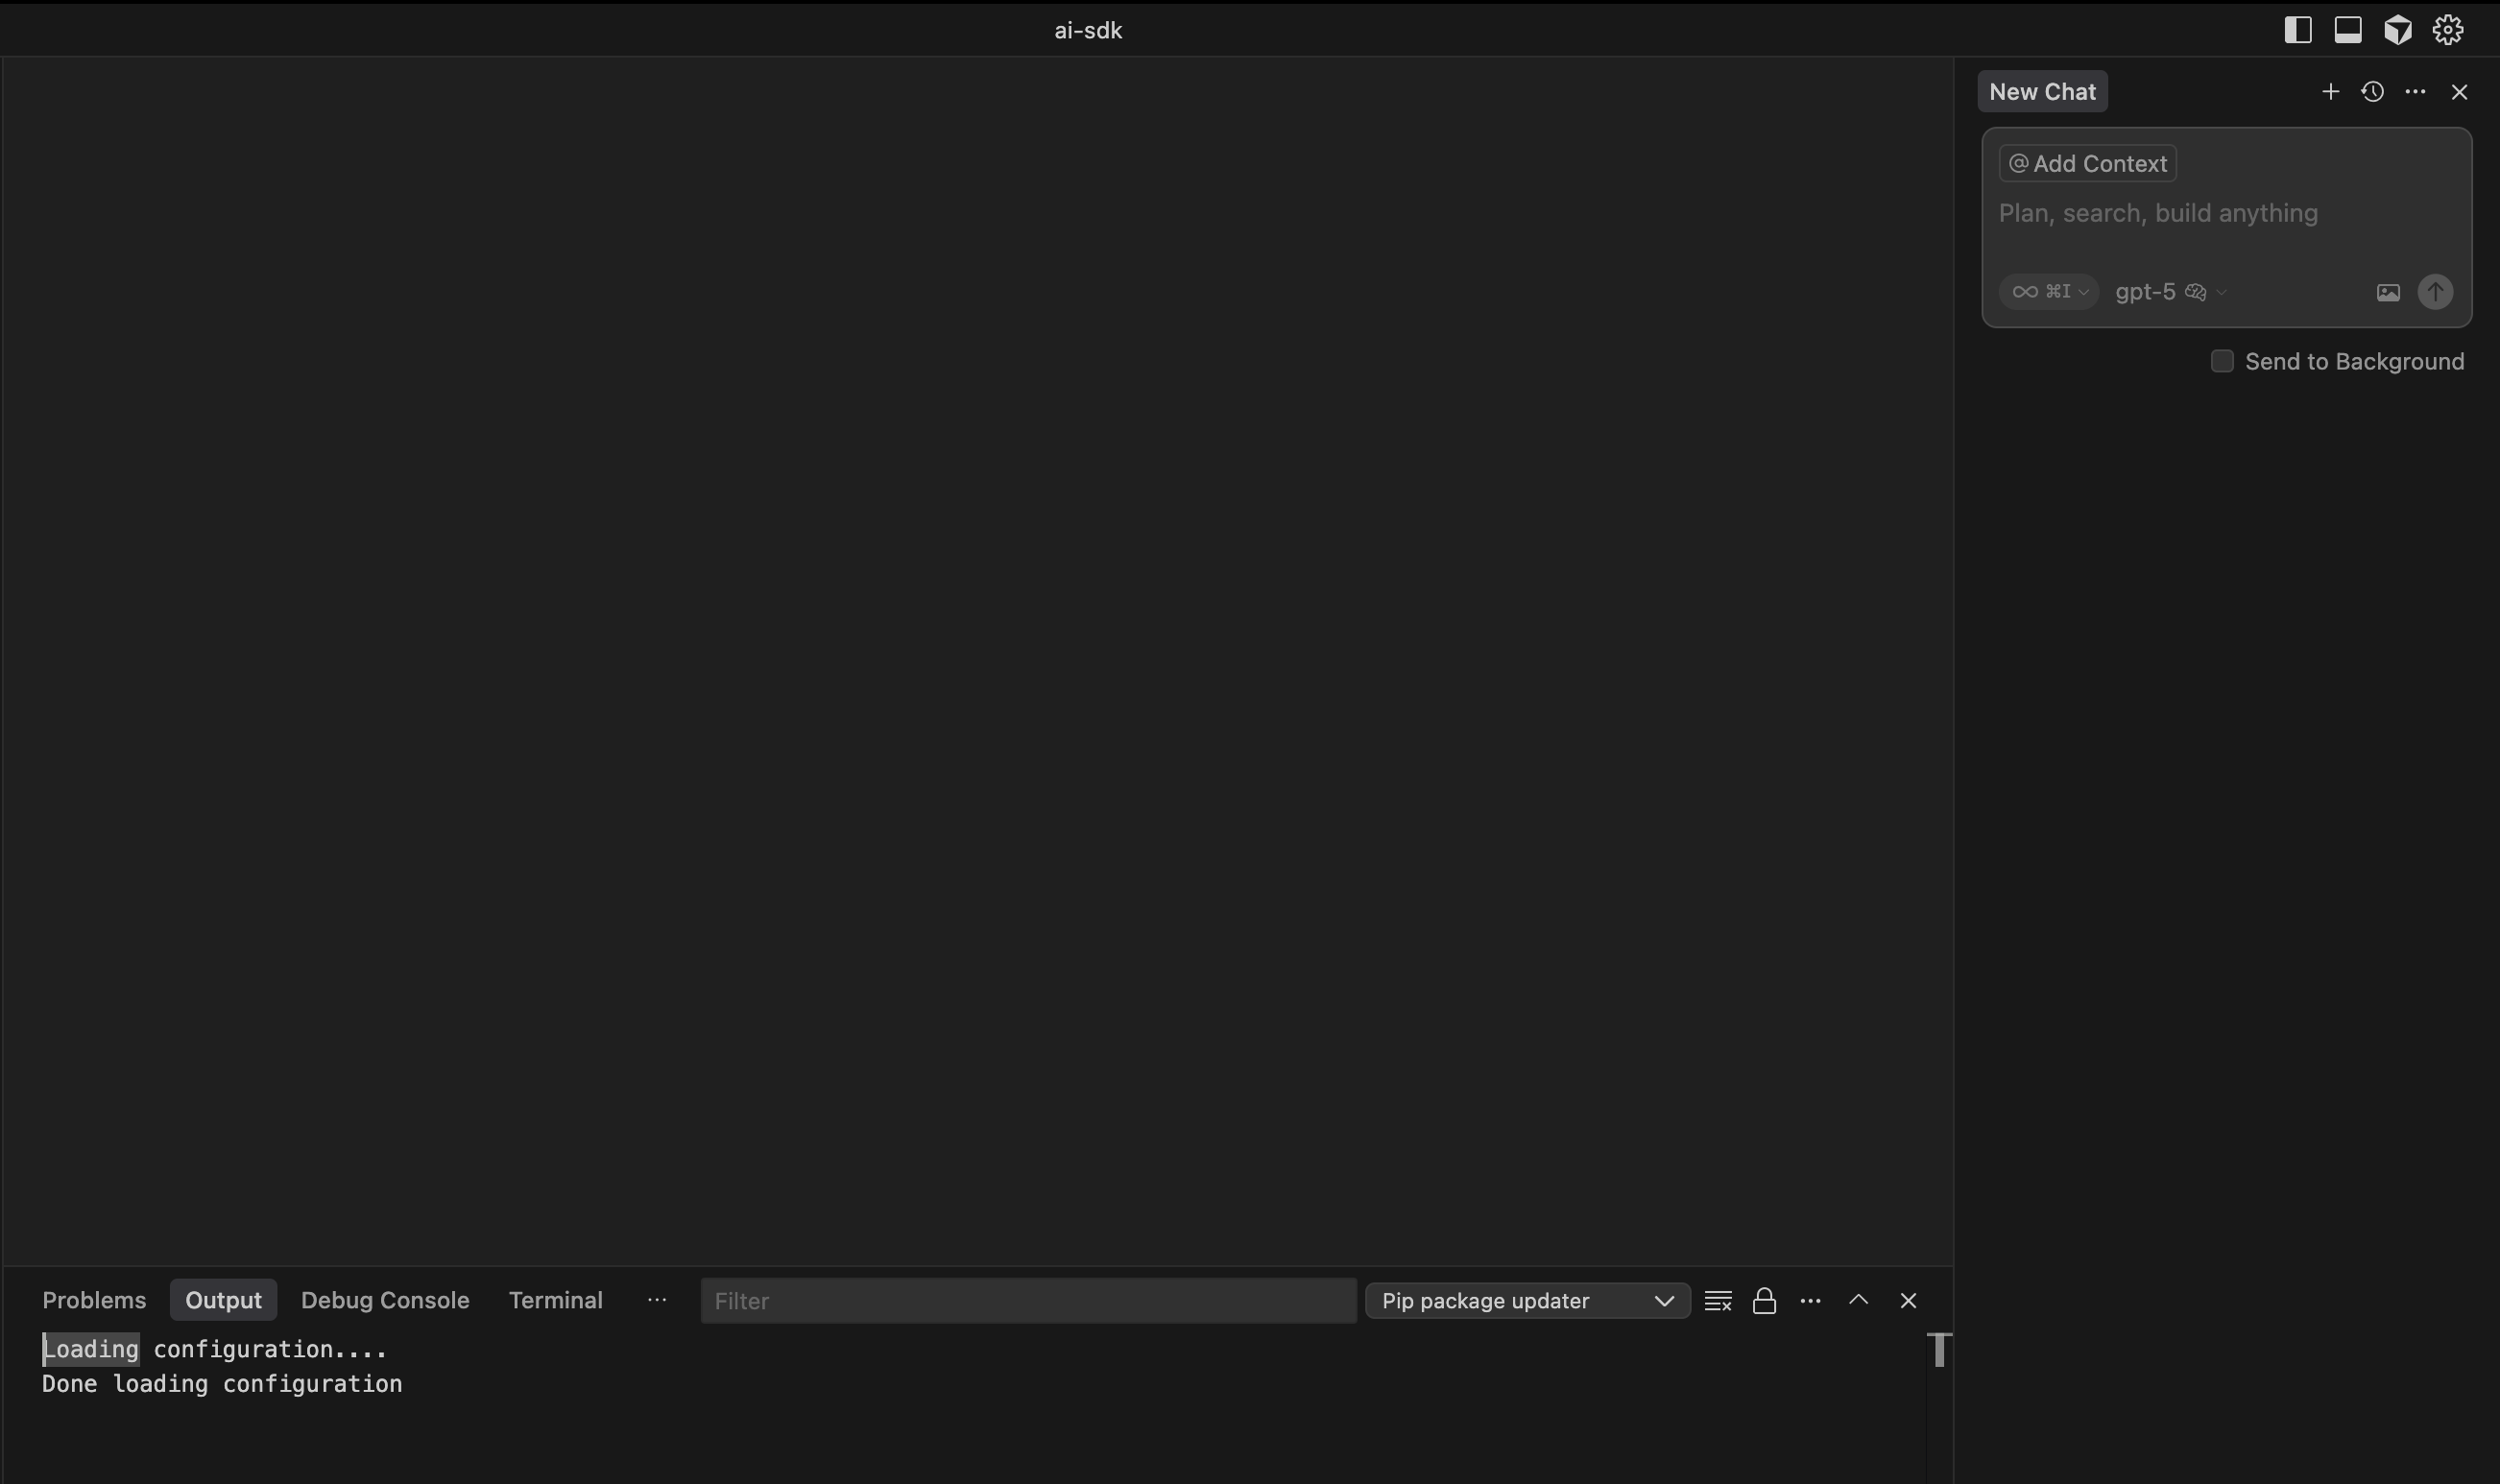 ai-sdk
New Chat
@ Add Context
Plan, search, build anything
∞ ⌘I gpt-5
Send to Background
Problems Output Debug Console Terminal ··· Filter Pip package updater
Loading configuration....
Done loading configuration